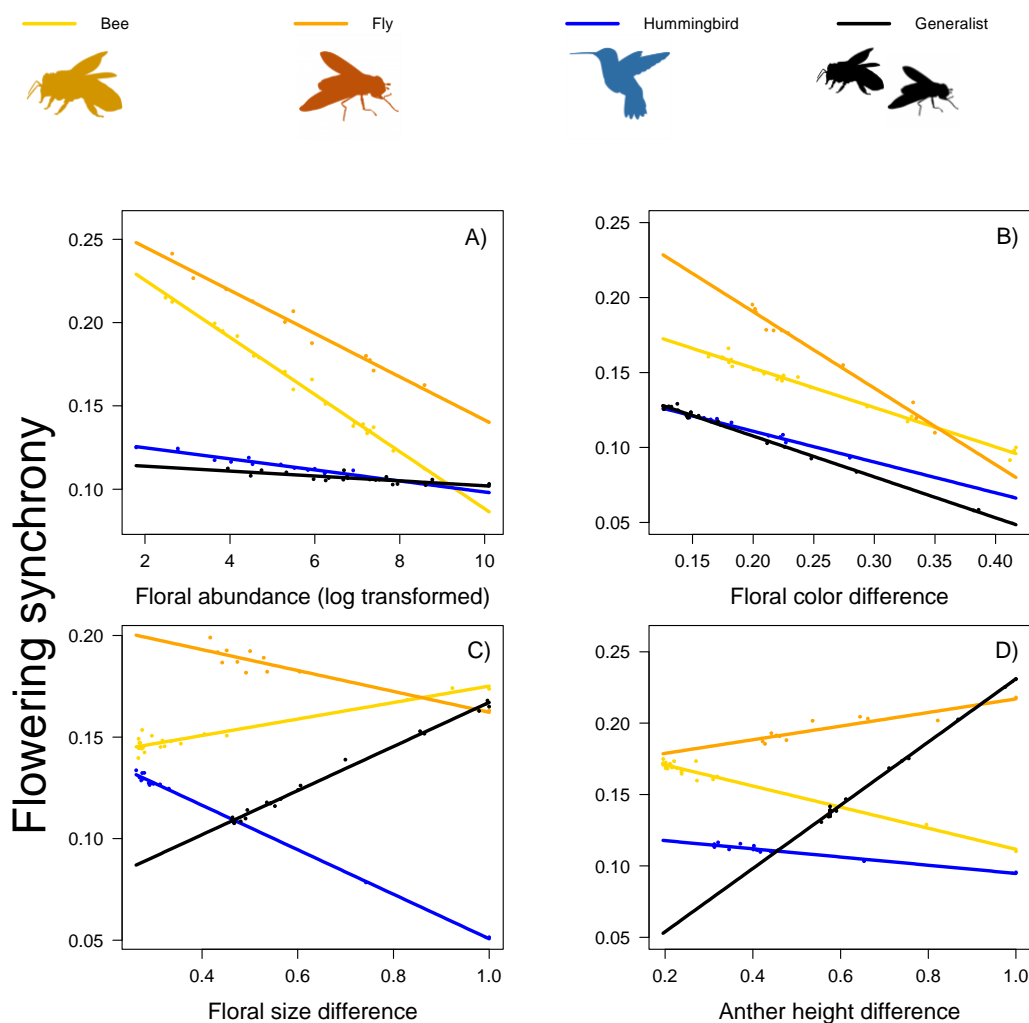 Bee Fly Hummingbird Generalist
Flowering synchrony
A)
0.25
0.20
0.15
0.10
2 4 6 8 10
Floral abundance (log transformed)
B)
0.25
0.20
0.15
0.10
0.05
0.15 0.20 0.25 0.30 0.35 0.40
Floral color difference
C)
0.20
0.15
0.10
0.05
0.4 0.6 0.8 1.0
Floral size difference
D)
0.25
0.20
0.15
0.10
0.05
0.2 0.4 0.6 0.8 1.0
Anther height difference